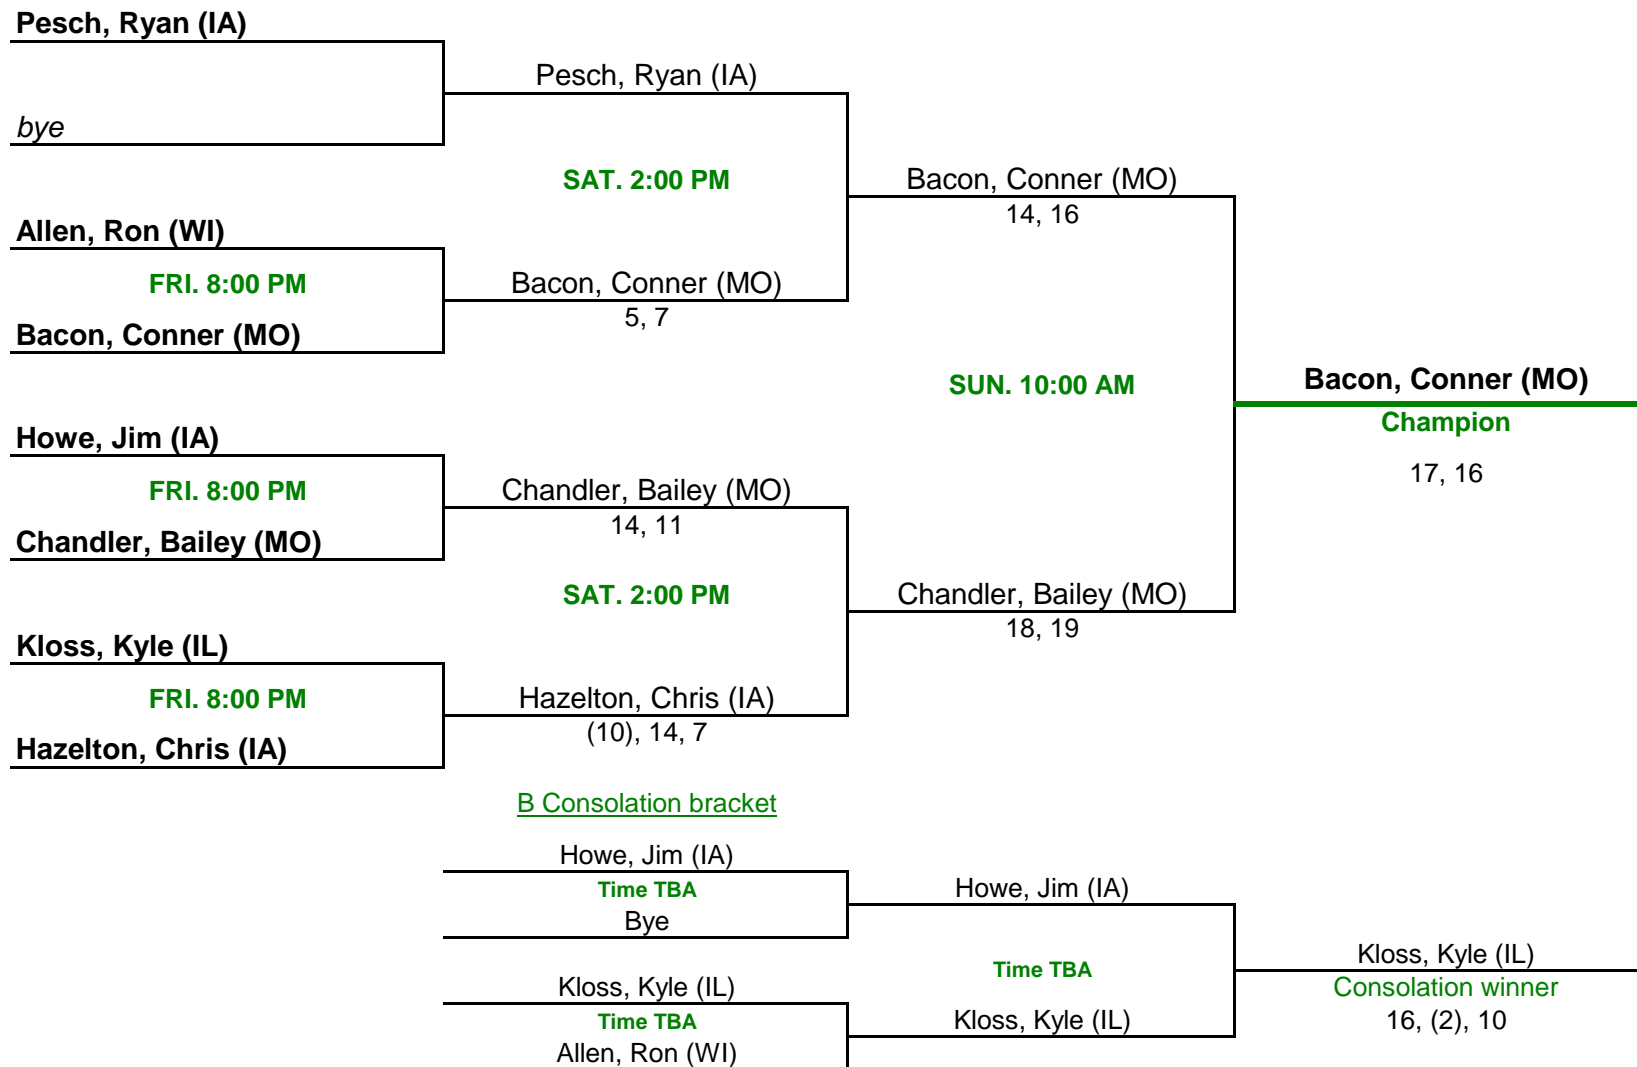 Pesch, Ryan (IA)
Pesch, Ryan (IA)
bye
SAT. 2:00 PM
Bacon, Conner (MO)
14, 16
Allen, Ron (WI)
FRI. 8:00 PM
Bacon, Conner (MO)
5, 7
Bacon, Conner (MO)
SUN. 10:00 AM
Bacon, Conner (MO)
Champion
17, 16
Howe, Jim (IA)
FRI. 8:00 PM
Chandler, Bailey (MO)
14, 11
Chandler, Bailey (MO)
SAT. 2:00 PM
Chandler, Bailey (MO)
18, 19
Kloss, Kyle (IL)
FRI. 8:00 PM
Hazelton, Chris (IA)
(10), 14, 7
Hazelton, Chris (IA)
B Consolation bracket
Howe, Jim (IA)
Time TBA
Bye
Howe, Jim (IA)
Time TBA
Kloss, Kyle (IL)
Consolation winner
16, (2), 10
Kloss, Kyle (IL)
Time TBA
Allen, Ron (WI)
Kloss, Kyle (IL)